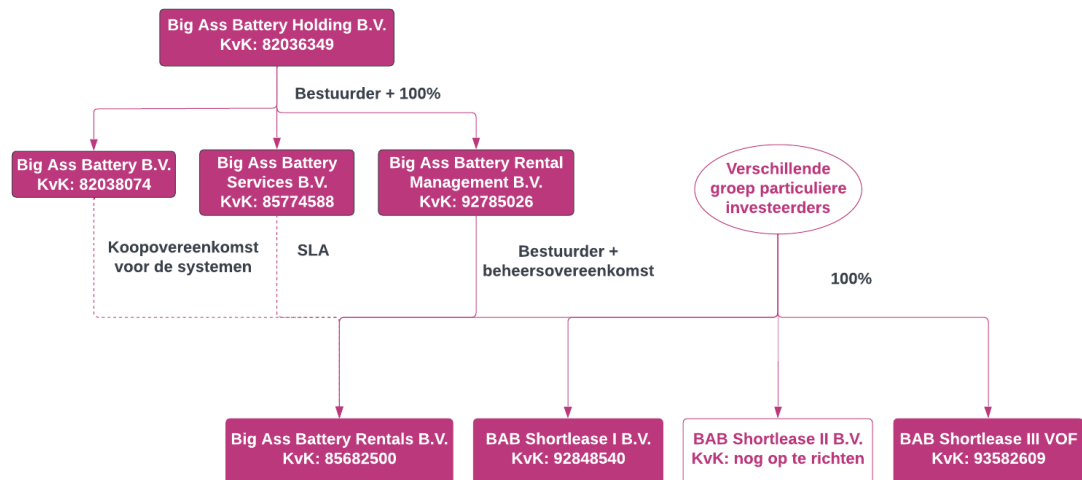 Big Ass Battery Holding B.V.
KvK: 82036349
Bestuurder + 100%
Big Ass Battery B.V.
KvK: 82038074
Big Ass Battery
Services B.V.
KvK: 85774588
Big Ass Battery Rental
Management B.V.
KvK: 92785026
Verschillende
groep particuliere
investeerders
Koopovereenkomst
voor de systemen
SLA
Bestuurder +
beheersovereenkomst
100%
Big Ass Battery Rentals B.V.
KvK: 85682500
BAB Shortlease I B.V.
KvK: 92848540
BAB Shortlease II B.V.
KvK: nog op te richten
BAB Shortlease III VOF
KvK: 93582609